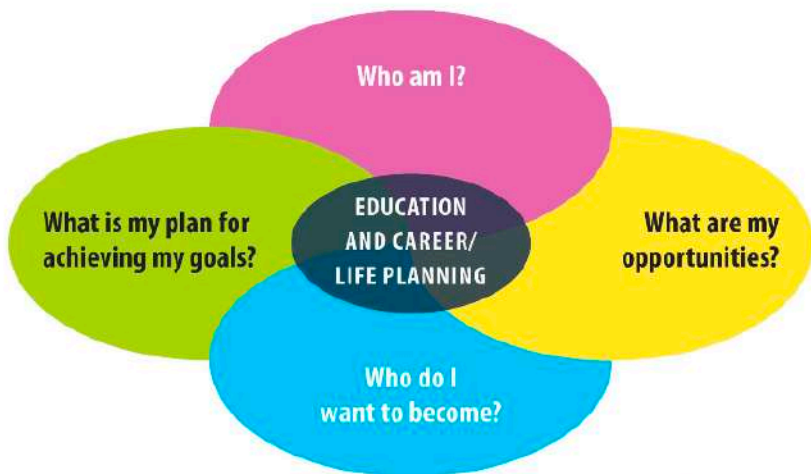 Who am I?
What is my plan for
achieving my goals?
EDUCATION
AND CAREER/
LIFE PLANNING
What are my
opportunities?
Who do I
want to become?